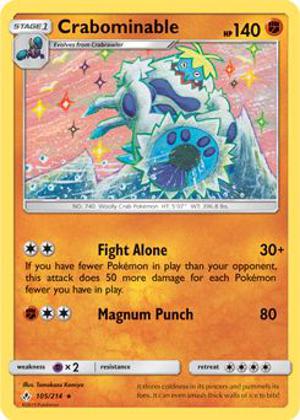 STAGE 1 Crabominable HP 140
Evolves from Crabrawler
NO. 740 Woolly Crab Pokémon HT: 5'07" WT: 396.8 lbs.
Fight Alone 30+
If you have fewer Pokémon in play than your opponent,
this attack does 50 more damage for each Pokémon
fewer you have in play.
Magnum Punch 80
weakness ×2 resistance retreat
Illus. Tomokazu Komiya
105/214 ★
It stores coldness in its pincers and pummels its
foes. It can even smash thick walls of ice to bits!